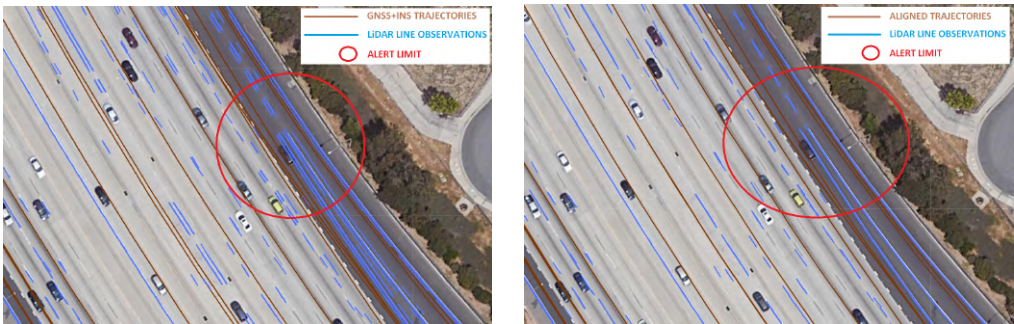 GNSS+INS TRAJECTORIES
LiDAR LINE OBSERVATIONS
ALERT LIMIT
ALIGNED TRAJECTORIES
LiDAR LINE OBSERVATIONS
ALERT LIMIT